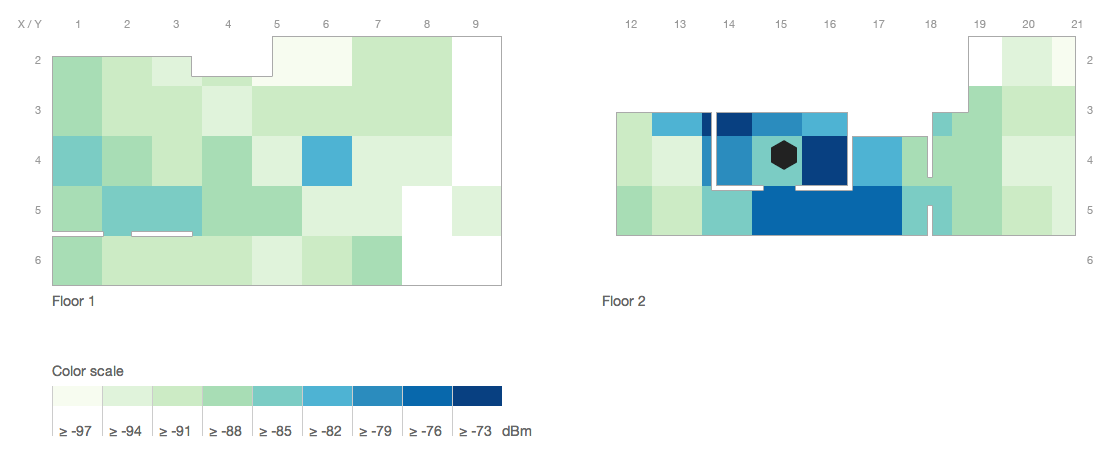 X / Y 1 2 3 4 5 6 7 8 9 12 13 14 15 16 17 18 19 20 21
2 2
3 3
4 4
5 5
6 6
Floor 1 Floor 2
Color scale
≥ -97 ≥ -94 ≥ -91 ≥ -88 ≥ -85 ≥ -82 ≥ -79 ≥ -76 ≥ -73 dBm